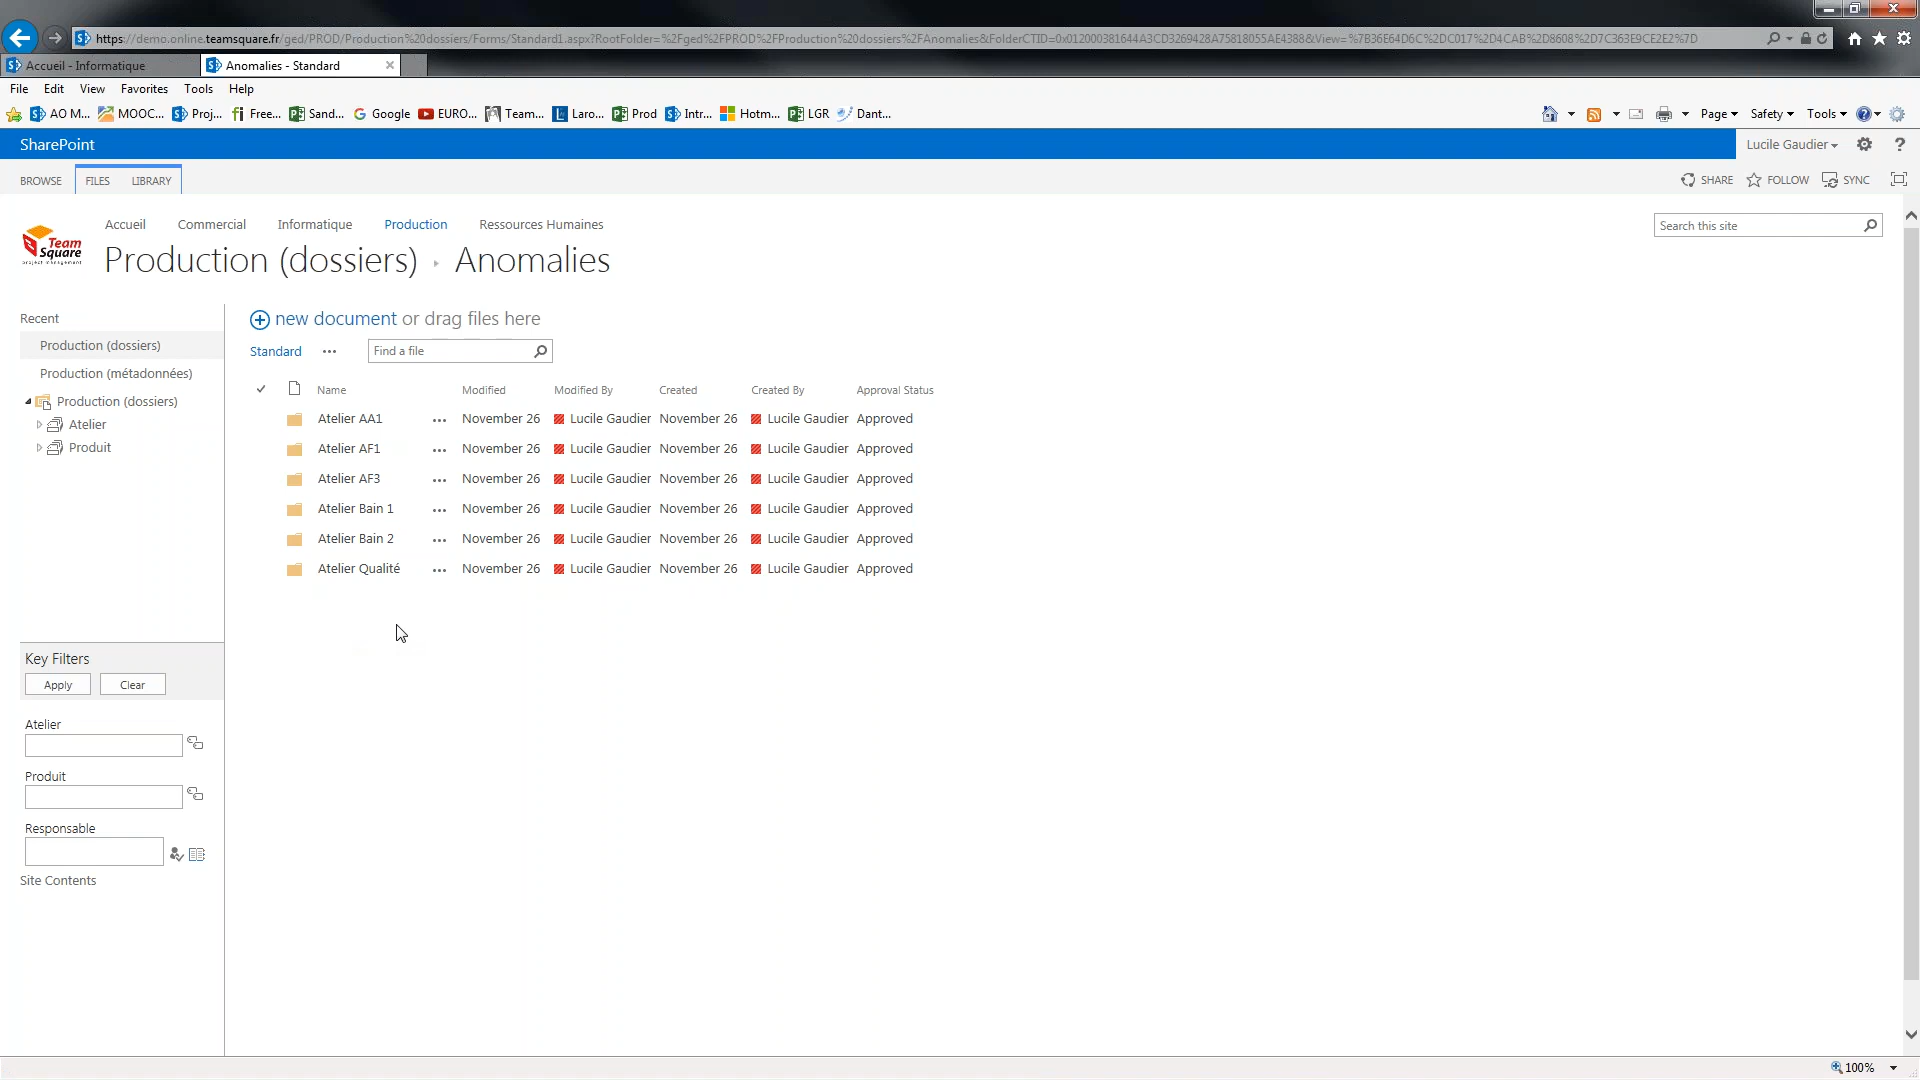 https://demo.online.teamsquare.fr/ged/PROD/Production%20dossiers/Forms/Standard1.aspx?RootFolder=%2Fged%2FPROD%2FProduction%20dossiers%2FAnomalies&FolderCTID=0x012000381644A3CD3269428A75818055AE4388&View=%7B36E64D6C%2DC017%2D4CAB%2D8608%2D7C363E9CE2E2%7D
Accueil - Informatique
Anomalies - Standard
File Edit View Favorites Tools Help
AO M... MOOC... Proj... Free... Sand... Google EURO... Team... Laro... Prod Intr... Hotm... LGR Dant...
Page Safety Tools
SharePoint
Lucile Gaudier
BROWSE FILES LIBRARY
SHARE FOLLOW SYNC
Accueil Commercial Informatique Production Ressources Humaines
Search this site
Team Square
project management
Production (dossiers) Anomalies
Recent
Production (dossiers)
Production (métadonnées)
Production (dossiers)
Atelier
Produit
new document or drag files here
Standard ... Find a file
Name Modified Modified By Created Created By Approval Status
Atelier AA1 ... November 26 Lucile Gaudier November 26 Lucile Gaudier Approved
Atelier AF1 ... November 26 Lucile Gaudier November 26 Lucile Gaudier Approved
Atelier AF3 ... November 26 Lucile Gaudier November 26 Lucile Gaudier Approved
Atelier Bain 1 ... November 26 Lucile Gaudier November 26 Lucile Gaudier Approved
Atelier Bain 2 ... November 26 Lucile Gaudier November 26 Lucile Gaudier Approved
Atelier Qualité ... November 26 Lucile Gaudier November 26 Lucile Gaudier Approved
Key Filters
Apply Clear
Atelier
Produit
Responsable
Site Contents
100%